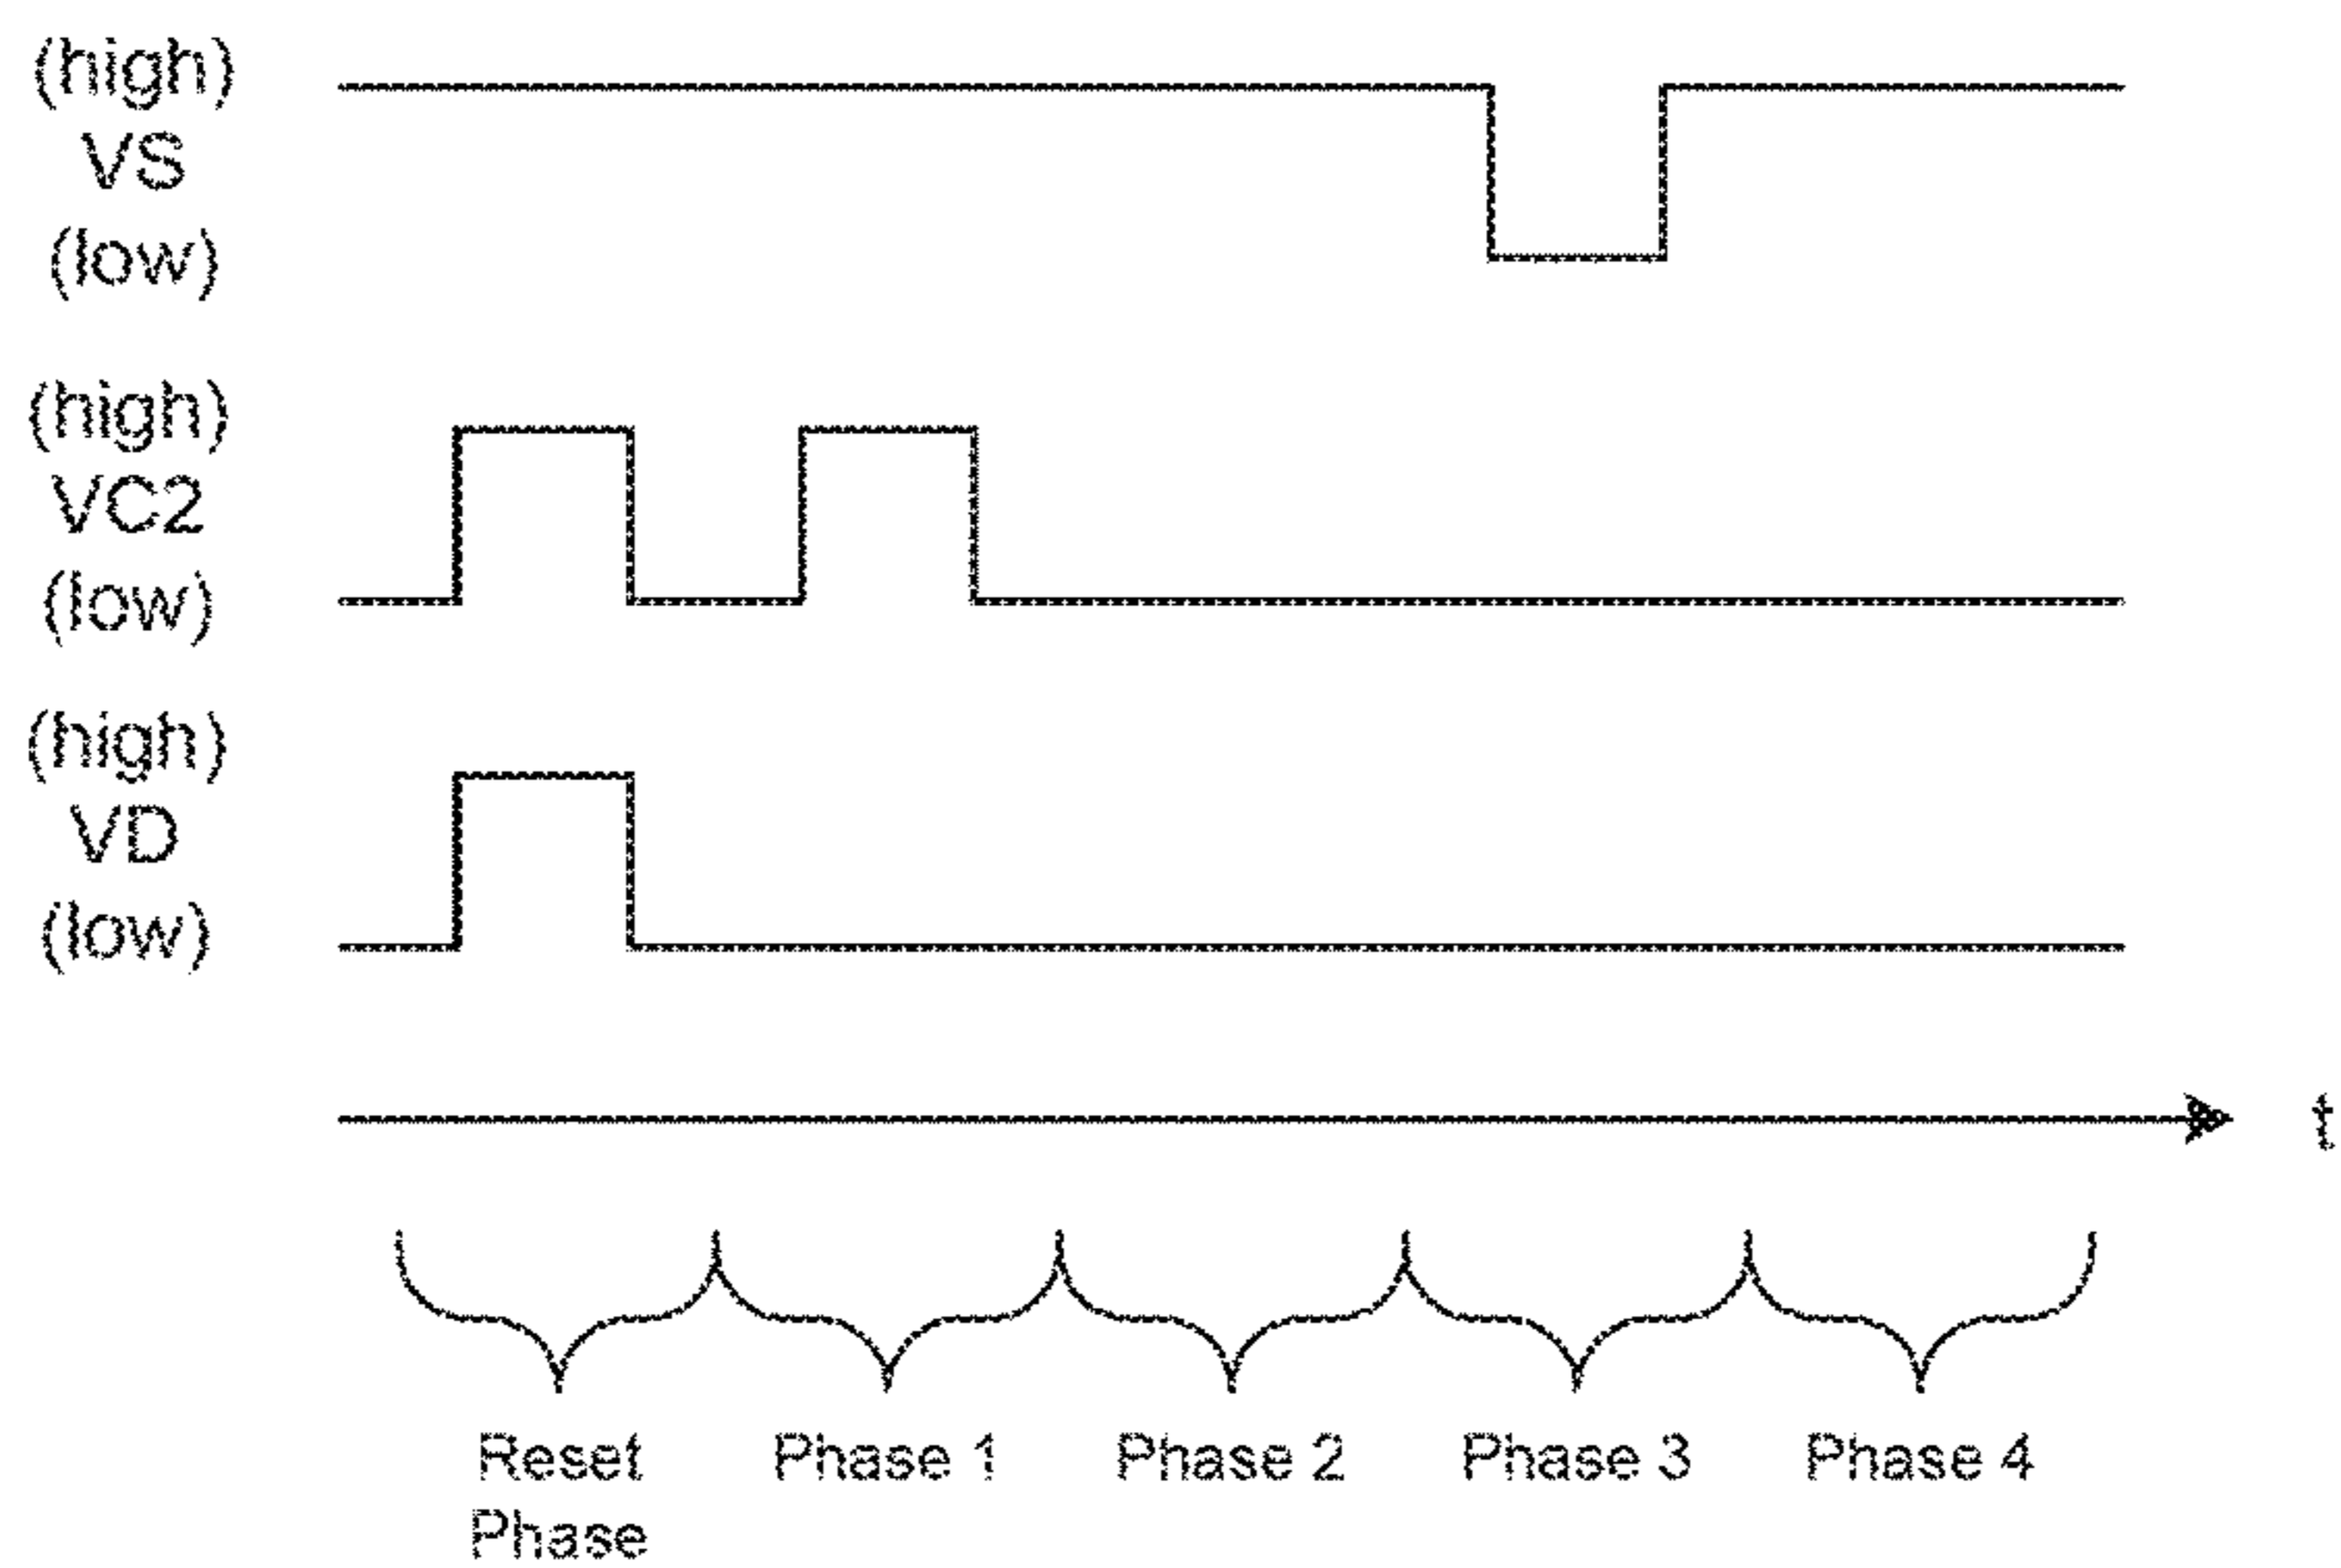 (high)
VS
(low)
(high)
VC2
(low)
(high)
VD
(low)
t
Reset
Phase
Phase 1
Phase 2
Phase 3
Phase 4